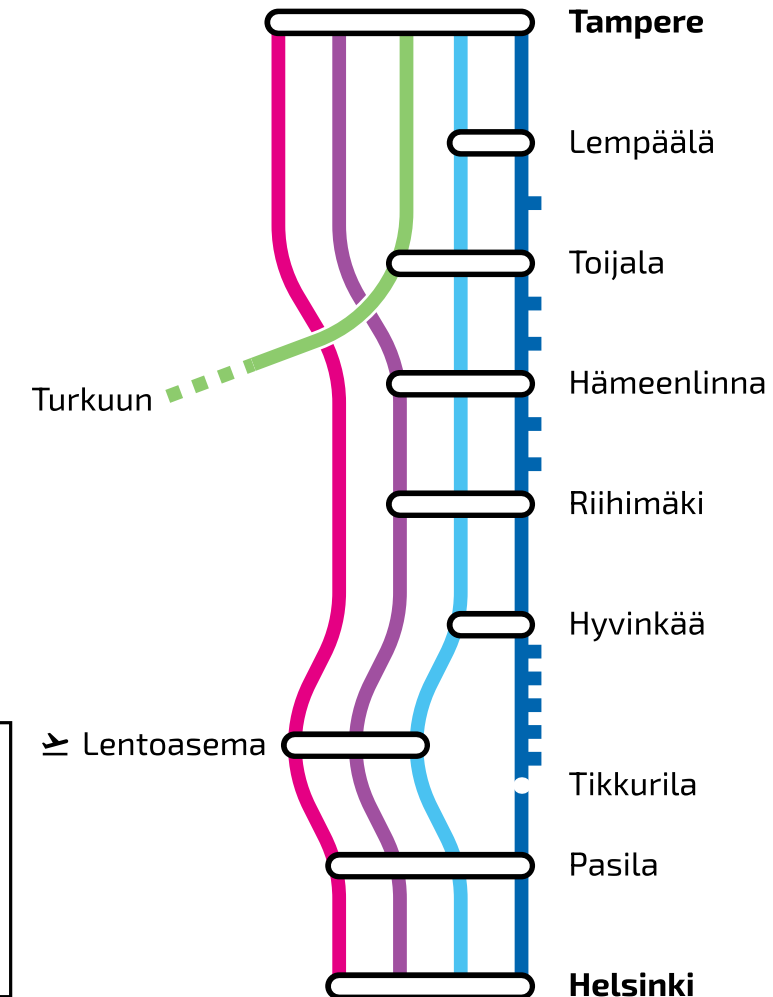 Tampere
Lempäälä
Toijala
Hämeenlinna
Turkuun
Riihimäki
Hyvinkää
Lentoasema
Tikkurila
Pasila
Helsinki